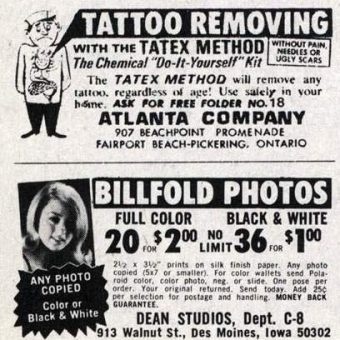 TATTOO REMOVING
WITH THE TATEX METHOD
The Chemical "Do-It-Yourself" Kit
WITHOUT PAIN,
NEEDLES OR
UGLY SCARS
The TATEX METHOD will remove any
tattoo, regardless of age! Use safely in your
home. ASK FOR FREE FOLDER NO. 18
ATLANTA COMPANY
907 BEACHPOINT PROMENADE
FAIRPORT BEACH-PICKERING, ONTARIO
BILLFOLD PHOTOS
FULL COLOR BLACK & WHITE
20 FOR $200 NO LIMIT 36 FOR $100
2½ x 3½" prints on silk finish paper. Any photo
copied (5x7 or smaller). For color wallets send Pola-
roid color, color photo, neg. or slide. One pose per
order. Your original returned. Send today. Add 25¢
per selection for postage and handling. MONEY BACK
GUARANTEE.
ANY PHOTO
COPIED
Color or
Black & White
DEAN STUDIOS, Dept. C-8
913 Walnut St., Des Moines, Iowa 50302